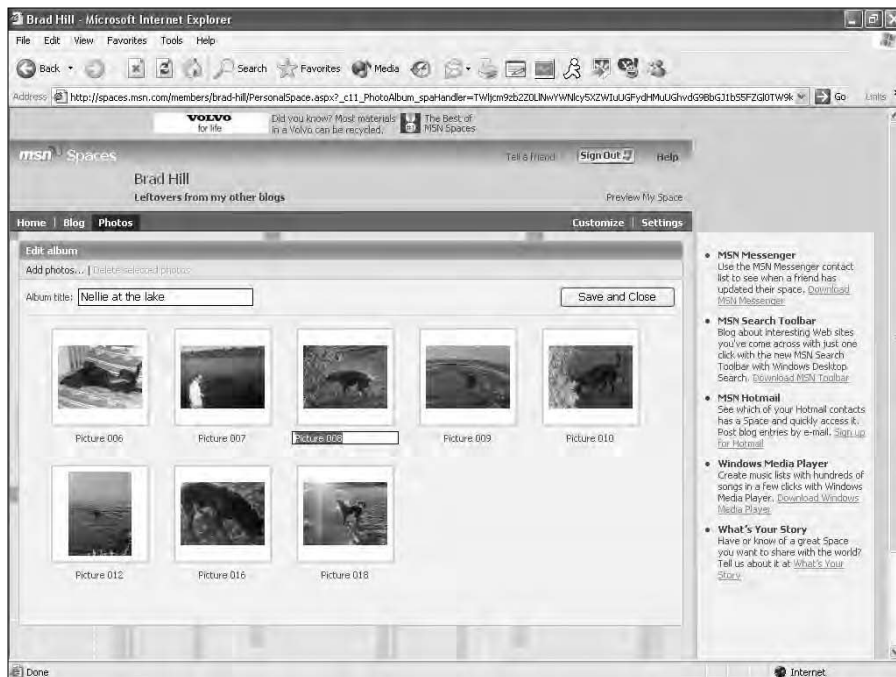 Brad Hill - Microsoft Internet Explorer
File Edit View Favorites Tools Help
Back Search Favorites Media
Address http://spaces.msn.com/members/brad-hill/PersonalSpace.aspx?_c11_PhotoAlbum_spaHandler= Go Links
VOLVO
for life
Did you know? Most materials
in a Volvo can be recycled.
The Best of
MSN Spaces
msn Spaces
Tell a friend Sign Out Help
Brad Hill
Leftovers from my other blogs
Preview My Space
Home | Blog Photos Customize | Settings
Edit album
Add photos... | Delete selected photos
Album title: Nellie at the lake Save and Close
Picture 006 Picture 007 Picture 008 Picture 009 Picture 010
Picture 012 Picture 016 Picture 018
MSN Messenger
Use the MSN Messenger contact
list to see when a friend has
updated their space. Download
MSN Messenger
MSN Search Toolbar
Blog about interesting Web sites
you've come across with just one
click with the new MSN Search
Toolbar with Windows Desktop
Search. Download MSN Toolbar
MSN Hotmail
See which of your Hotmail contacts
has a Space and quickly access it.
Post blog entries by e-mail. Sign up
for Hotmail
Windows Media Player
Create music lists with hundreds of
songs in a few clicks with Windows
Media Player. Download Windows
Media Player
What's Your Story
Have or know of a great Space
you want to share with the world?
Tell us about it at What's Your
Story
Done Internet